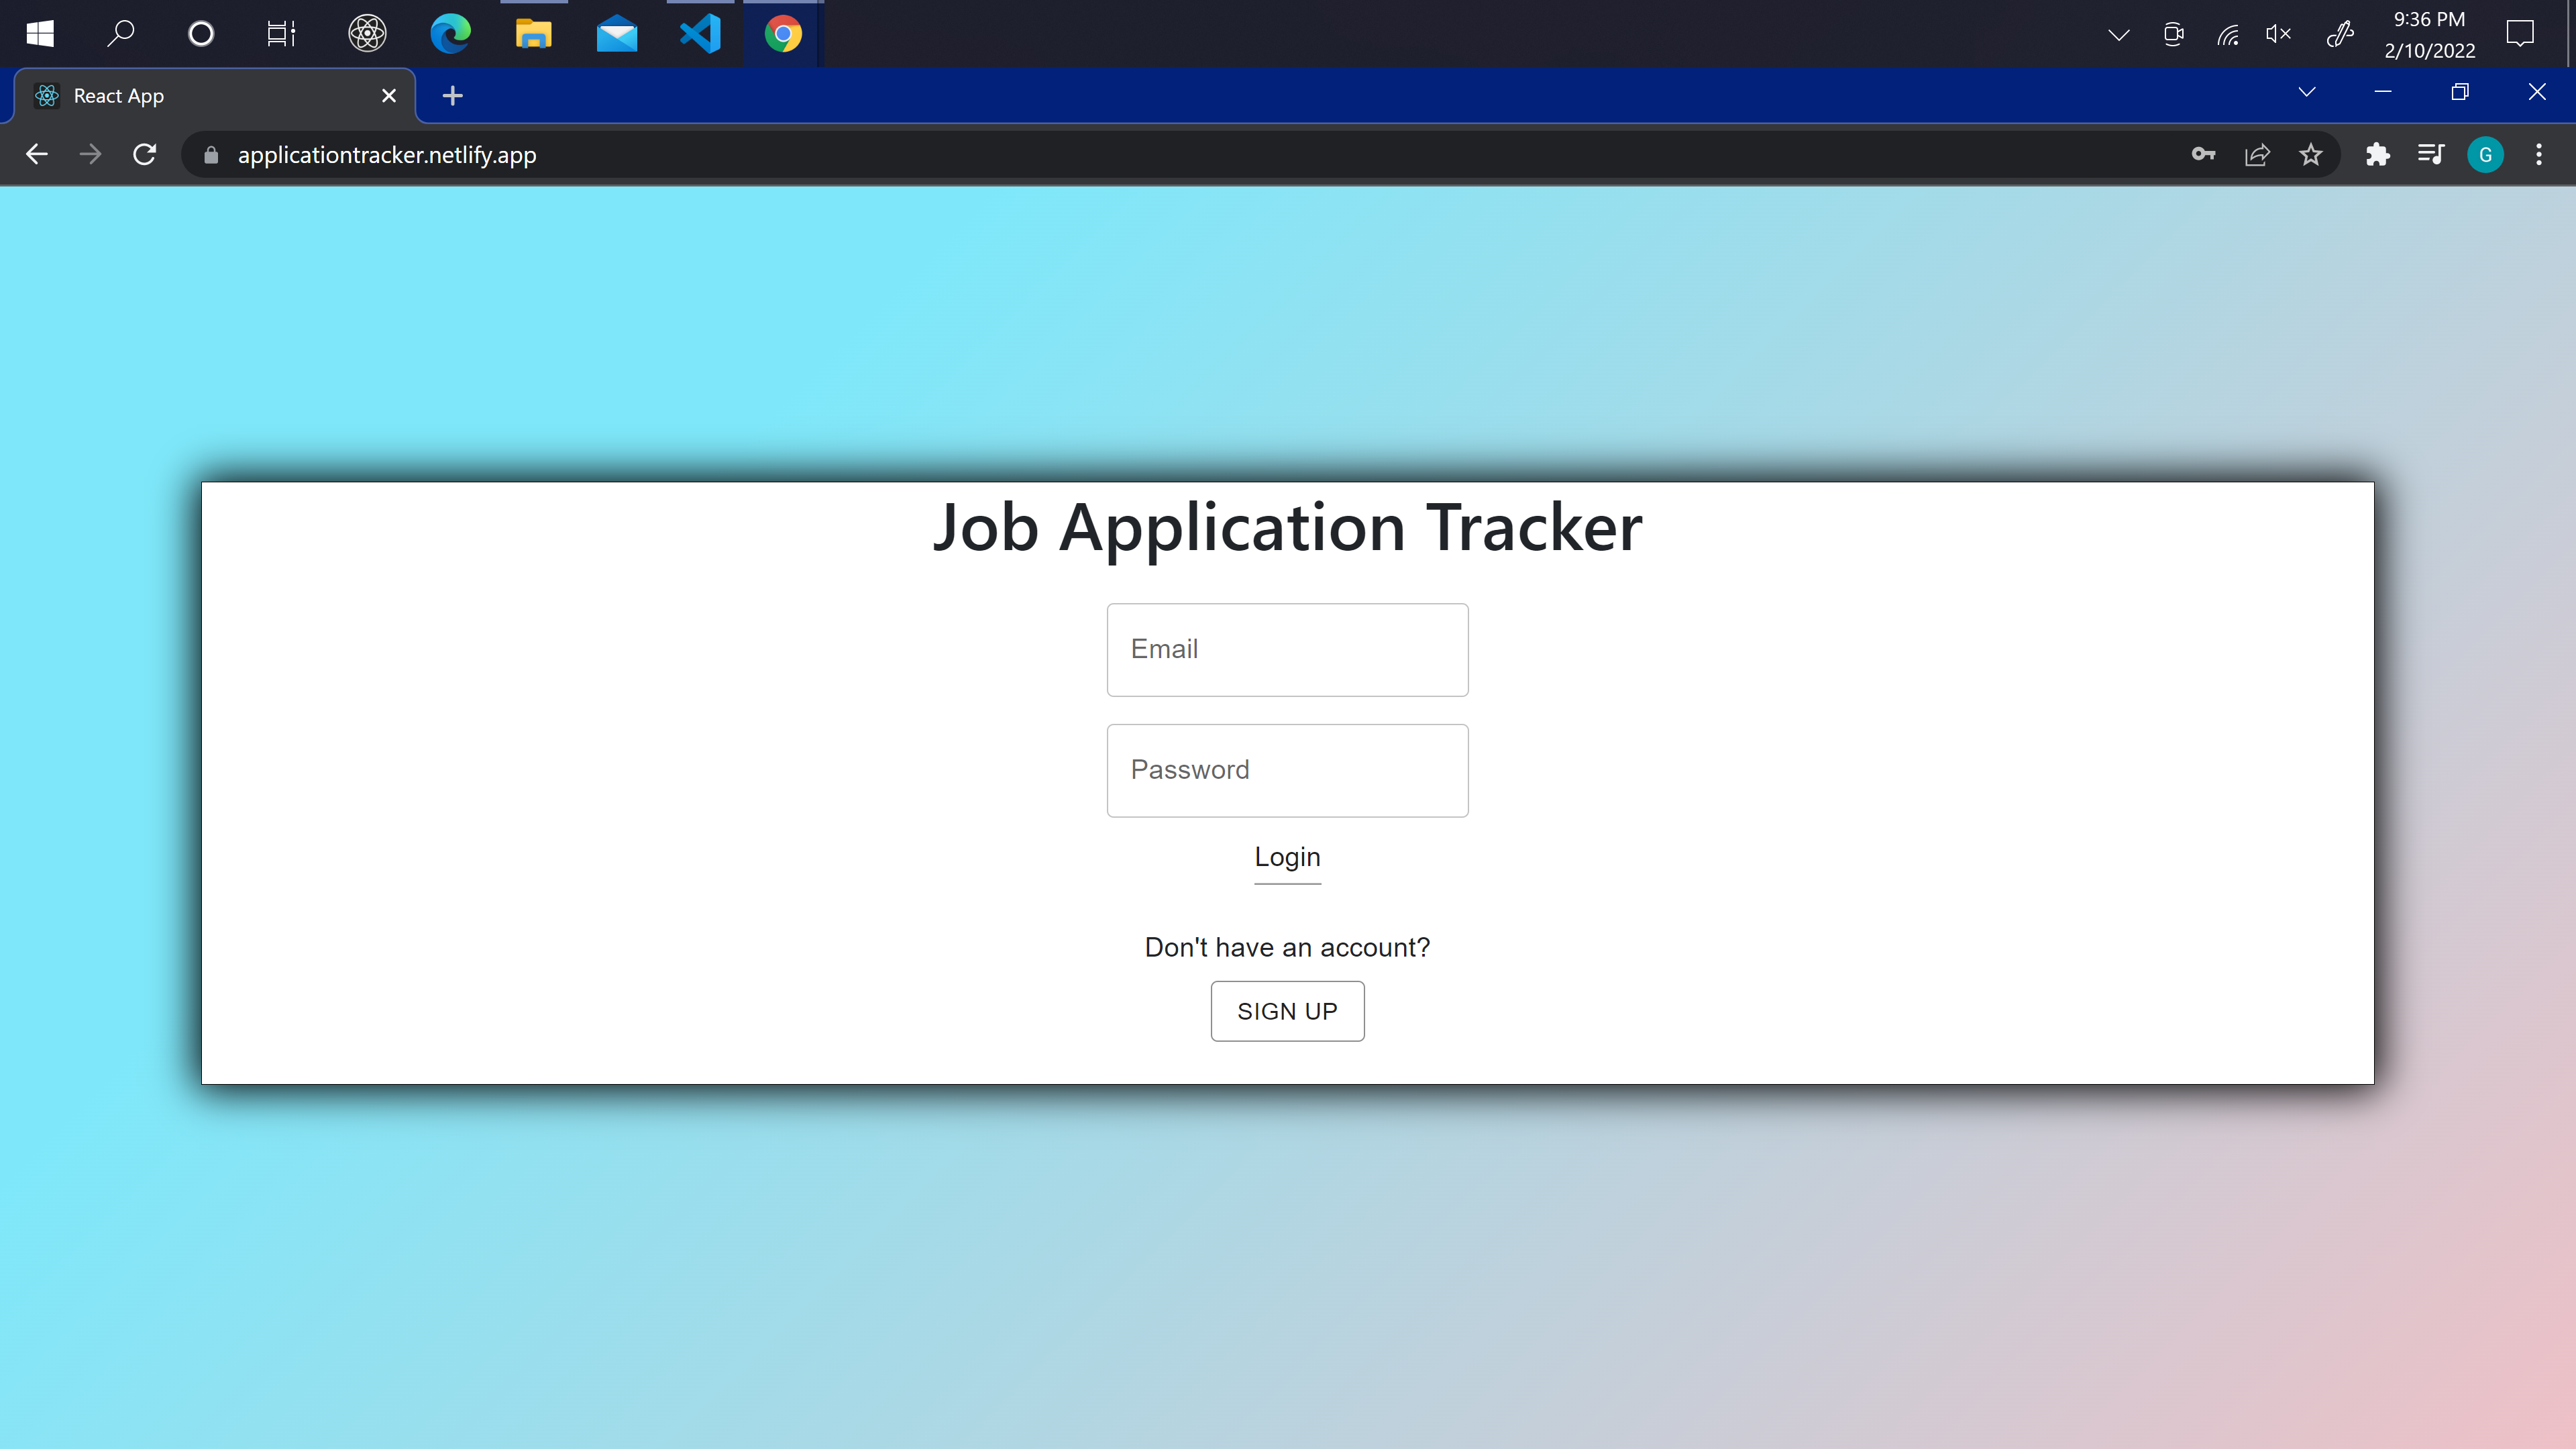 9:36 PM
2/10/2022
React App
applicationtracker.netlify.app
G
Job Application Tracker
Email
Password
Login
Don't have an account?
SIGN UP